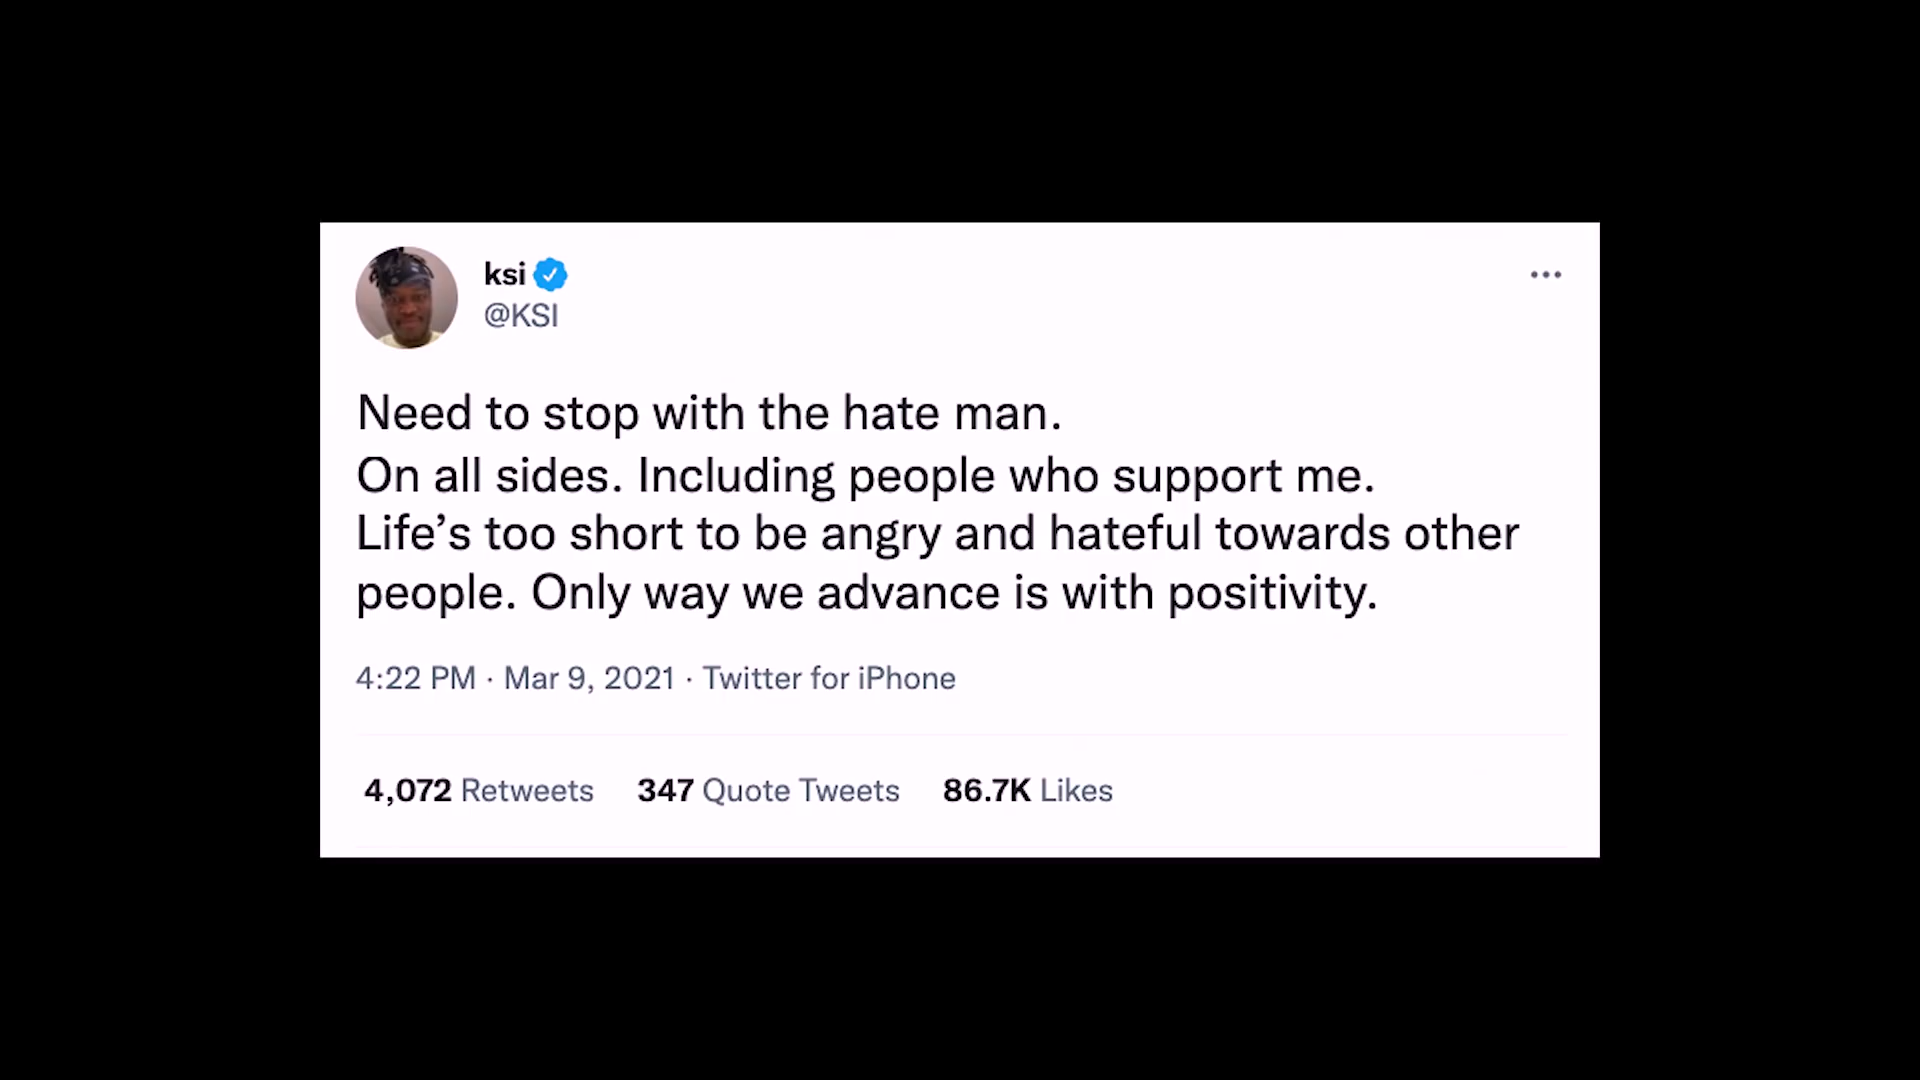 ksi
@KSI
Need to stop with the hate man.
On all sides. Including people who support me.
Life’s too short to be angry and hateful towards other
people. Only way we advance is with positivity.
4:22 PM · Mar 9, 2021 · Twitter for iPhone
4,072 Retweets 347 Quote Tweets 86.7K Likes